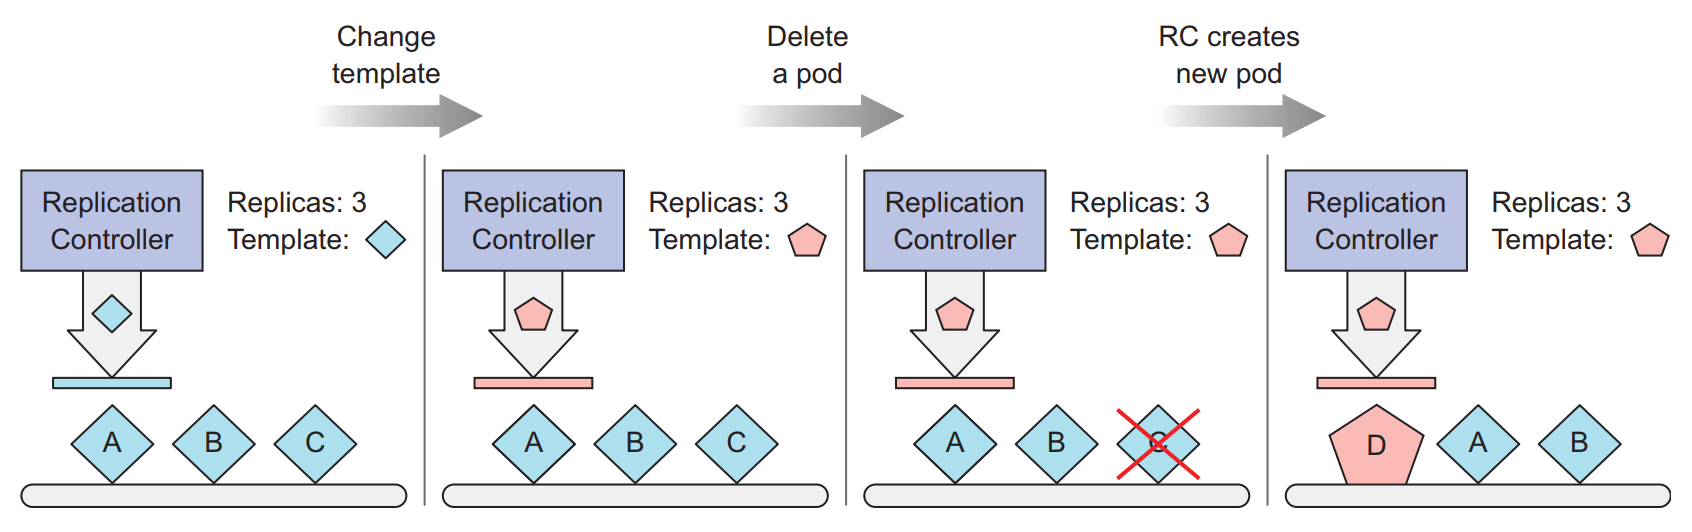 Change
template
Delete
a pod
RC creates
new pod
Replication
Controller
Replicas: 3
Template:
A
B
C
Replication
Controller
Replicas: 3
Template:
A
B
C
Replication
Controller
Replicas: 3
Template:
A
B
C
Replication
Controller
Replicas: 3
Template:
D
A
B